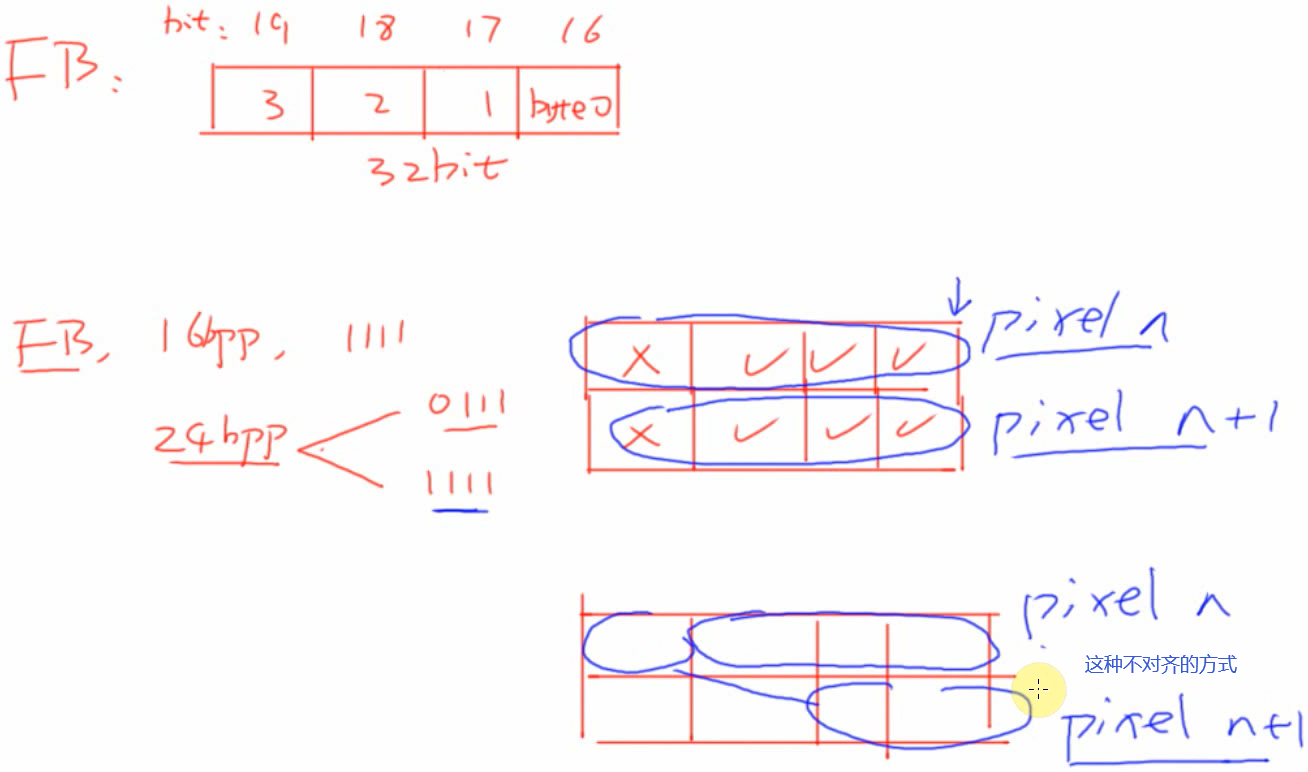 bit: 19 18 17 16
FB:
3 2 1 byte0
32bit
FB, 16bpp, 1111
24bpp
0111
1111
X ✓ ✓ ✓ pixel n
X ✓ ✓ ✓ pixel n+1
pixel n
这种不对齐的方式
pixel n+1